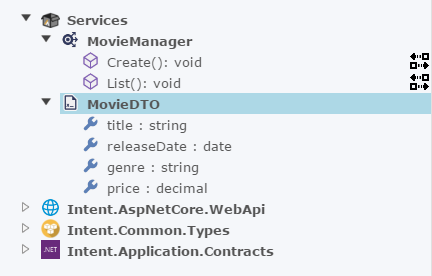 Services
MovieManager
Create(): void
List(): void
MovieDTO
title : string
releaseDate : date
genre : string
price : decimal
Intent.AspNetCore.WebApi
Intent.Common.Types
.NET Intent.Application.Contracts